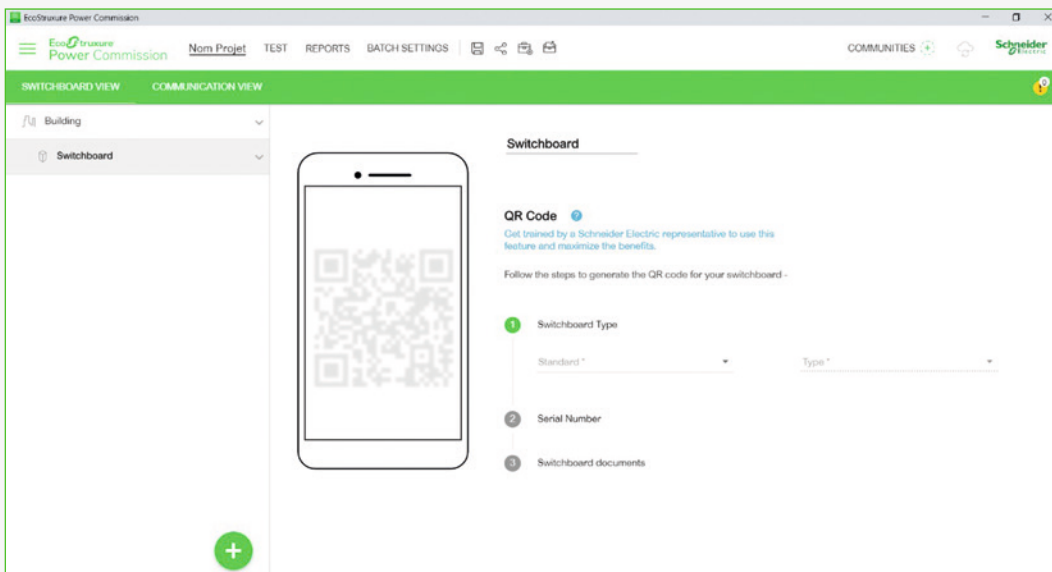 EcoStruxure Power Commission
EcoStruxure
Power Commission
Nom Projet
TEST
REPORTS
BATCH SETTINGS
COMMUNITIES
Schneider
Electric
SWITCHBOARD VIEW
COMMUNICATION VIEW
0
Building
Switchboard
Switchboard
QR Code ?
Get trained by a Schneider Electric representative to use this
feature and maximize the benefits.
Follow the steps to generate the QR code for your switchboard -
1 Switchboard Type
Standard *
Type *
2 Serial Number
3 Switchboard documents